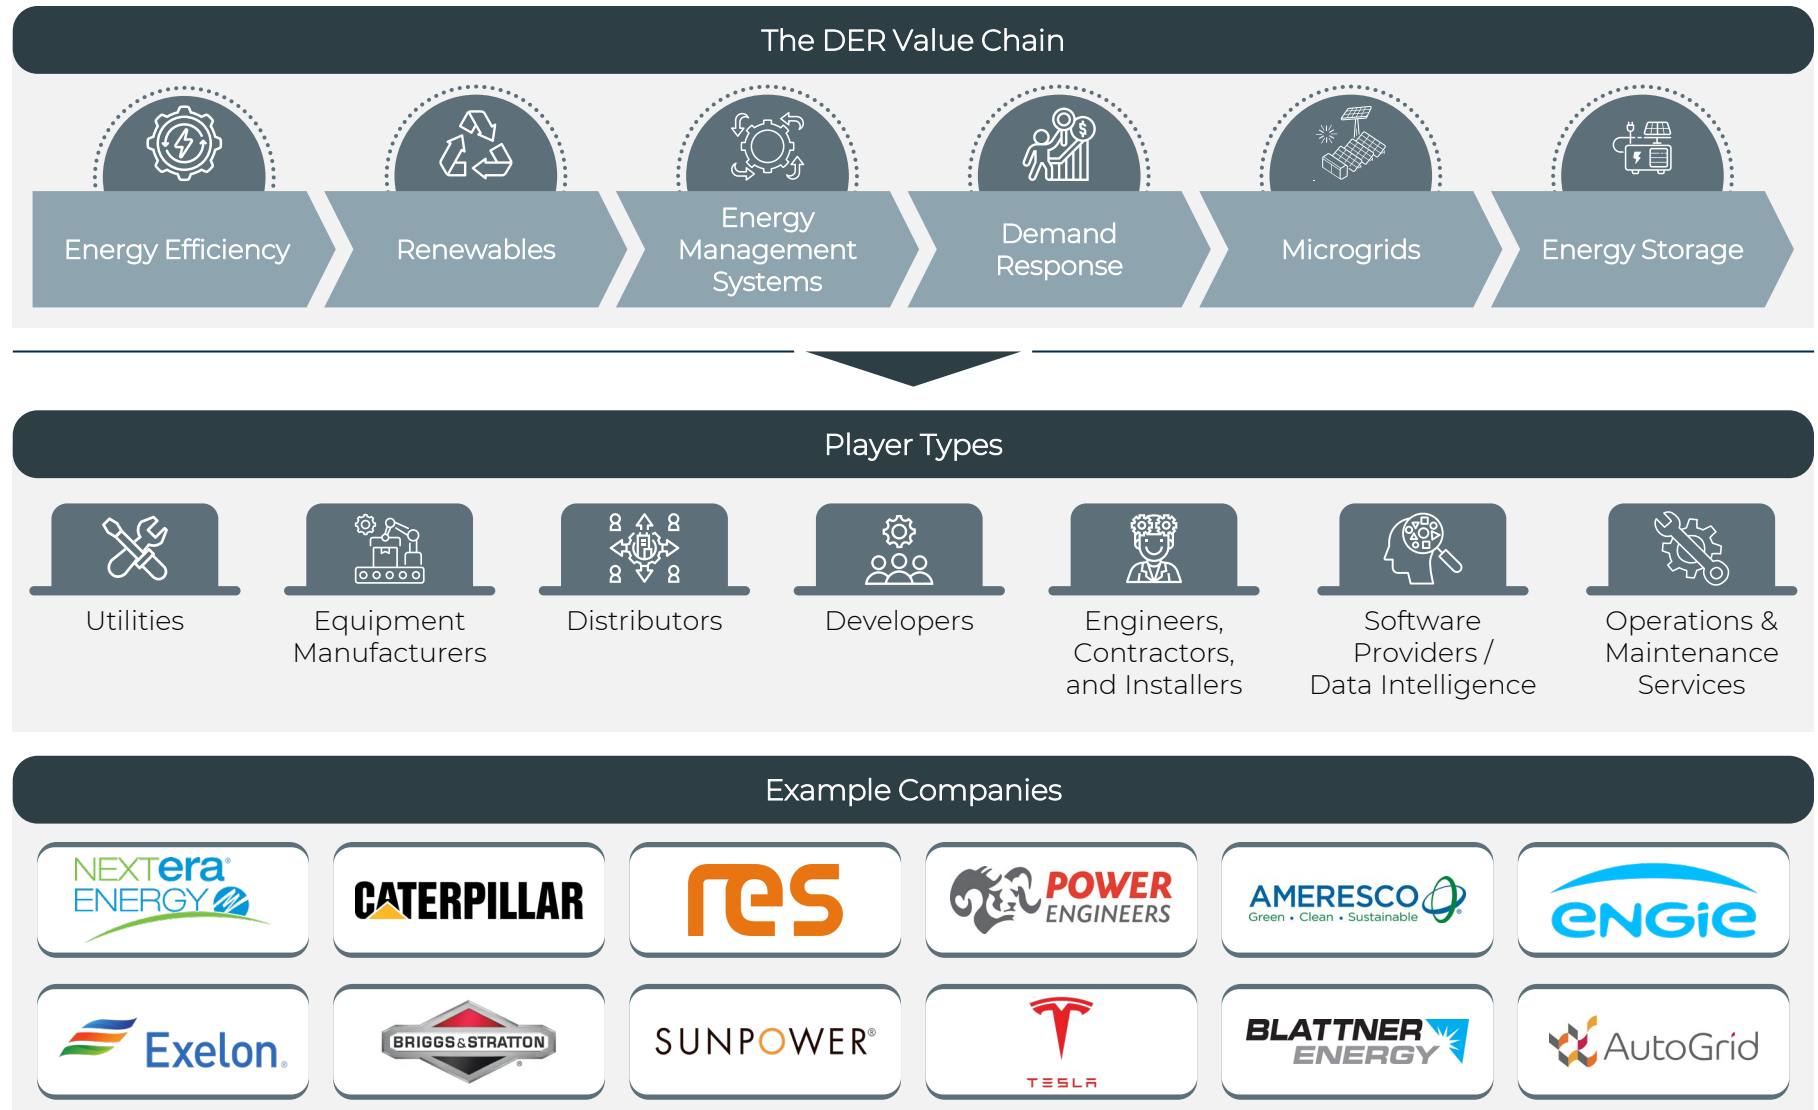 The DER Value Chain
Energy Efficiency
Renewables
Energy
Management
Systems
Demand
Response
Microgrids
Energy Storage
Player Types
Utilities
Equipment
Manufacturers
Distributors
Developers
Engineers,
Contractors,
and Installers
Software
Providers /
Data Intelligence
Operations &
Maintenance
Services
Example Companies
NEXTera®
ENERGY
CATERPILLAR
res
POWER
ENGINEERS
AMERESCO
Green • Clean • Sustainable
ENGIE
Exelon®
BRIGGS&STRATTON®
SUNPOWER®
TESLA
BLATTNER
ENERGY
AutoGrid